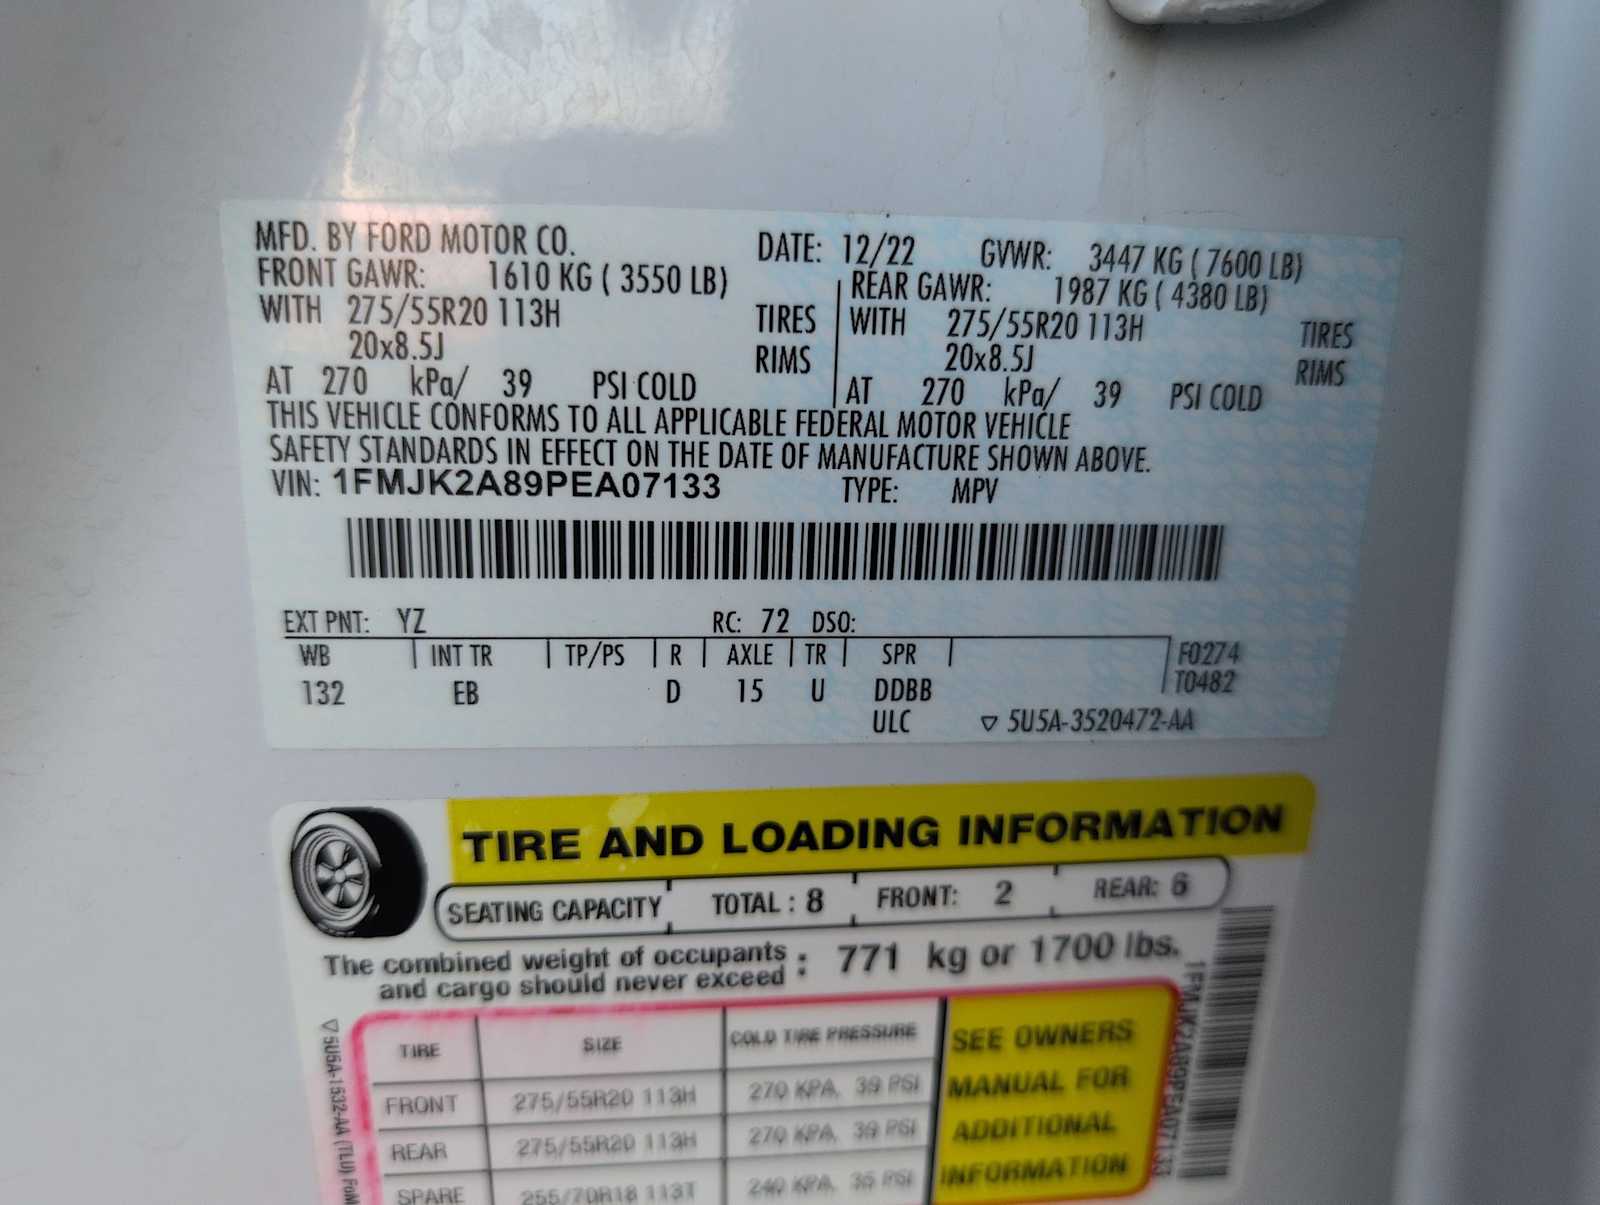 MFD. BY FORD MOTOR CO. DATE: 12/22 GVWR: 3447 KG ( 7600 LB)
FRONT GAWR: 1610 KG ( 3550 LB) REAR GAWR: 1987 KG ( 4380 LB)
WITH 275/55R20 113H TIRES WITH 275/55R20 113H TIRES
20x8.5J RIMS 20x8.5J RIMS
AT 270 kPa/ 39 PSI COLD AT 270 kPa/ 39 PSI COLD
THIS VEHICLE CONFORMS TO ALL APPLICABLE FEDERAL MOTOR VEHICLE
SAFETY STANDARDS IN EFFECT ON THE DATE OF MANUFACTURE SHOWN ABOVE.
VIN: 1FMJK2A89PEA07133 TYPE: MPV
EXT PNT: YZ RC: 72 DSO:
WB INT TR TP/PS R AXLE TR SPR F0274
132 EB D 15 U DDBB T0482
ULC ▽ 5U5A-3520472-AA
TIRE AND LOADING INFORMATION
SEATING CAPACITY TOTAL : 8 FRONT: 2 REAR: 6
The combined weight of occupants
and cargo should never exceed : 771 kg or 1700 lbs.
TIRE SIZE COLD TIRE PRESSURE
FRONT 275/55R20 113H 270 KPA, 39 PSI
REAR 275/55R20 113H 270 KPA, 39 PSI
SPARE 255/70R18 113T 240 KPA, 35 PSI
SEE OWNERS
MANUAL FOR
ADDITIONAL
INFORMATION
1FMJK2A89PEA07133
▽5U5A-1532-AA (TLU) FoM